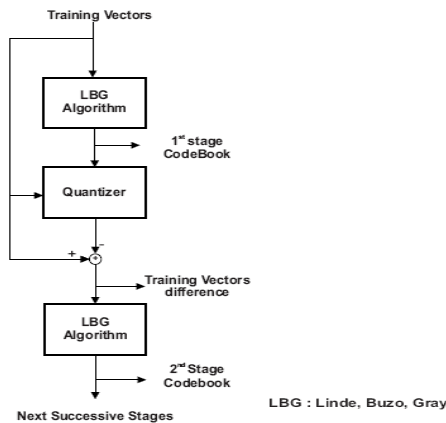 Training Vectors
LBG
Algorithm
1st stage
CodeBook
Quantizer
-
+
*
Training Vectors
difference
LBG
Algorithm
2nd Stage
Codebook
LBG : Linde, Buzo, Gray
Next Successive Stages